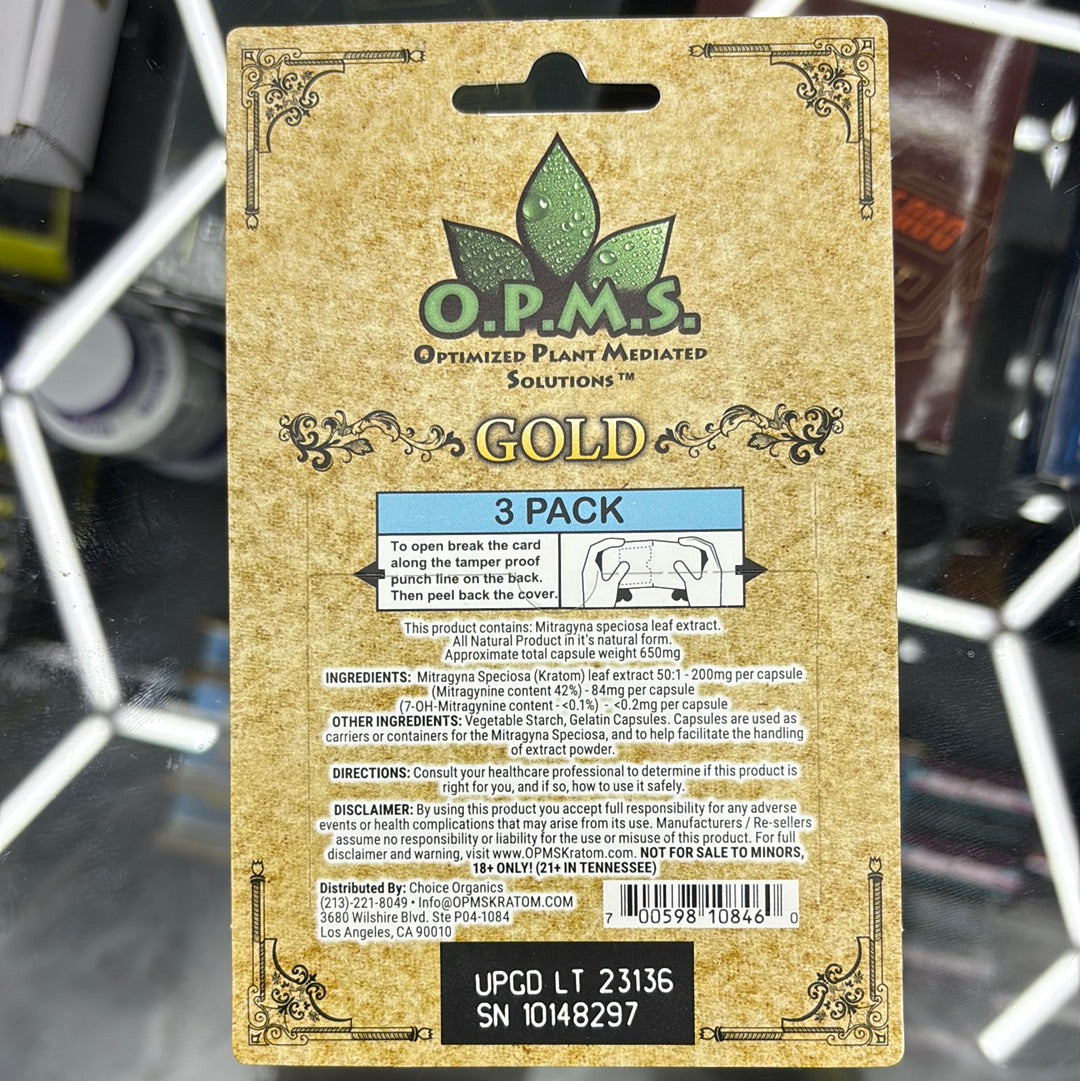 O.P.M.S.
OPTIMIZED PLANT MEDIATED
SOLUTIONS™
GOLD
3 PACK
To open break the card
along the tamper proof
punch line on the back.
Then peel back the cover.
This product contains: Mitragyna speciosa leaf extract.
All Natural Product in it's natural form.
Approximate total capsule weight 650mg
INGREDIENTS: Mitragyna Speciosa (Kratom) leaf extract 50:1 - 200mg per capsule
(Mitragynine content 42%) - 84mg per capsule
(7-OH-Mitragynine content - <0.1%) - <0.2mg per capsule
OTHER INGREDIENTS: Vegetable Starch, Gelatin Capsules. Capsules are used as
carriers or containers for the Mitragyna Speciosa, and to help facilitate the handling
of extract powder.
DIRECTIONS: Consult your healthcare professional to determine if this product is
right for you, and if so, how to use it safely.
DISCLAIMER: By using this product you accept full responsibility for any adverse
events or health complications that may arise from its use. Manufacturers / Re-sellers
assume no responsibility or liability for the use or misuse of this product. For full
disclaimer and warning, visit www.OPMSKratom.com. NOT FOR SALE TO MINORS,
18+ ONLY! (21+ IN TENNESSEE)
Distributed By: Choice Organics
(213)-221-8049 • Info@OPMSKRATOM.COM
3680 Wilshire Blvd. Ste P04-1084
Los Angeles, CA 90010
7 00598 10846 0
UPGD LT 23136
SN 10148297